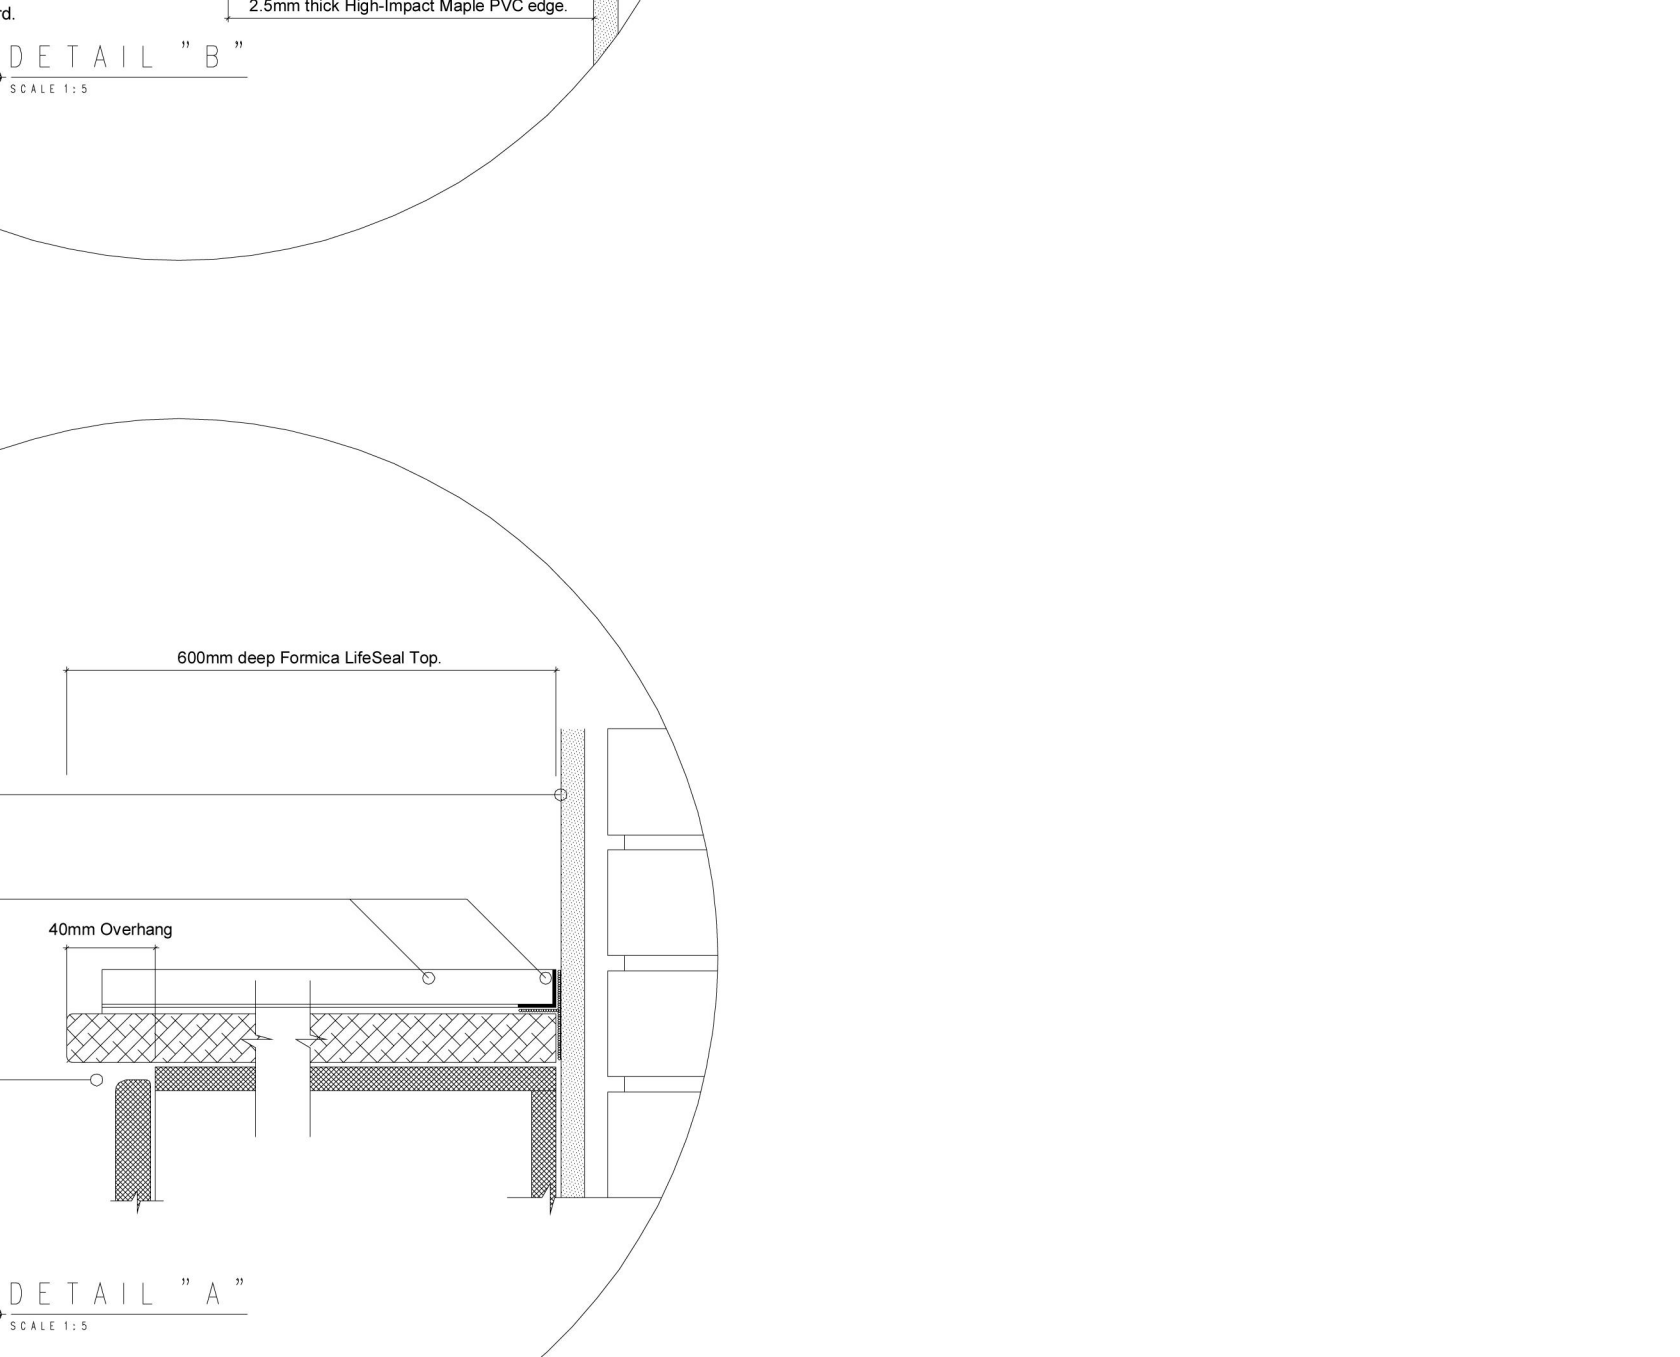 2.5mm thick High-Impact Maple PVC edge.
rd.
DETAIL "B"
SCALE 1:5
600mm deep Formica LifeSeal Top.
40mm Overhang
DETAIL "A"
SCALE 1:5